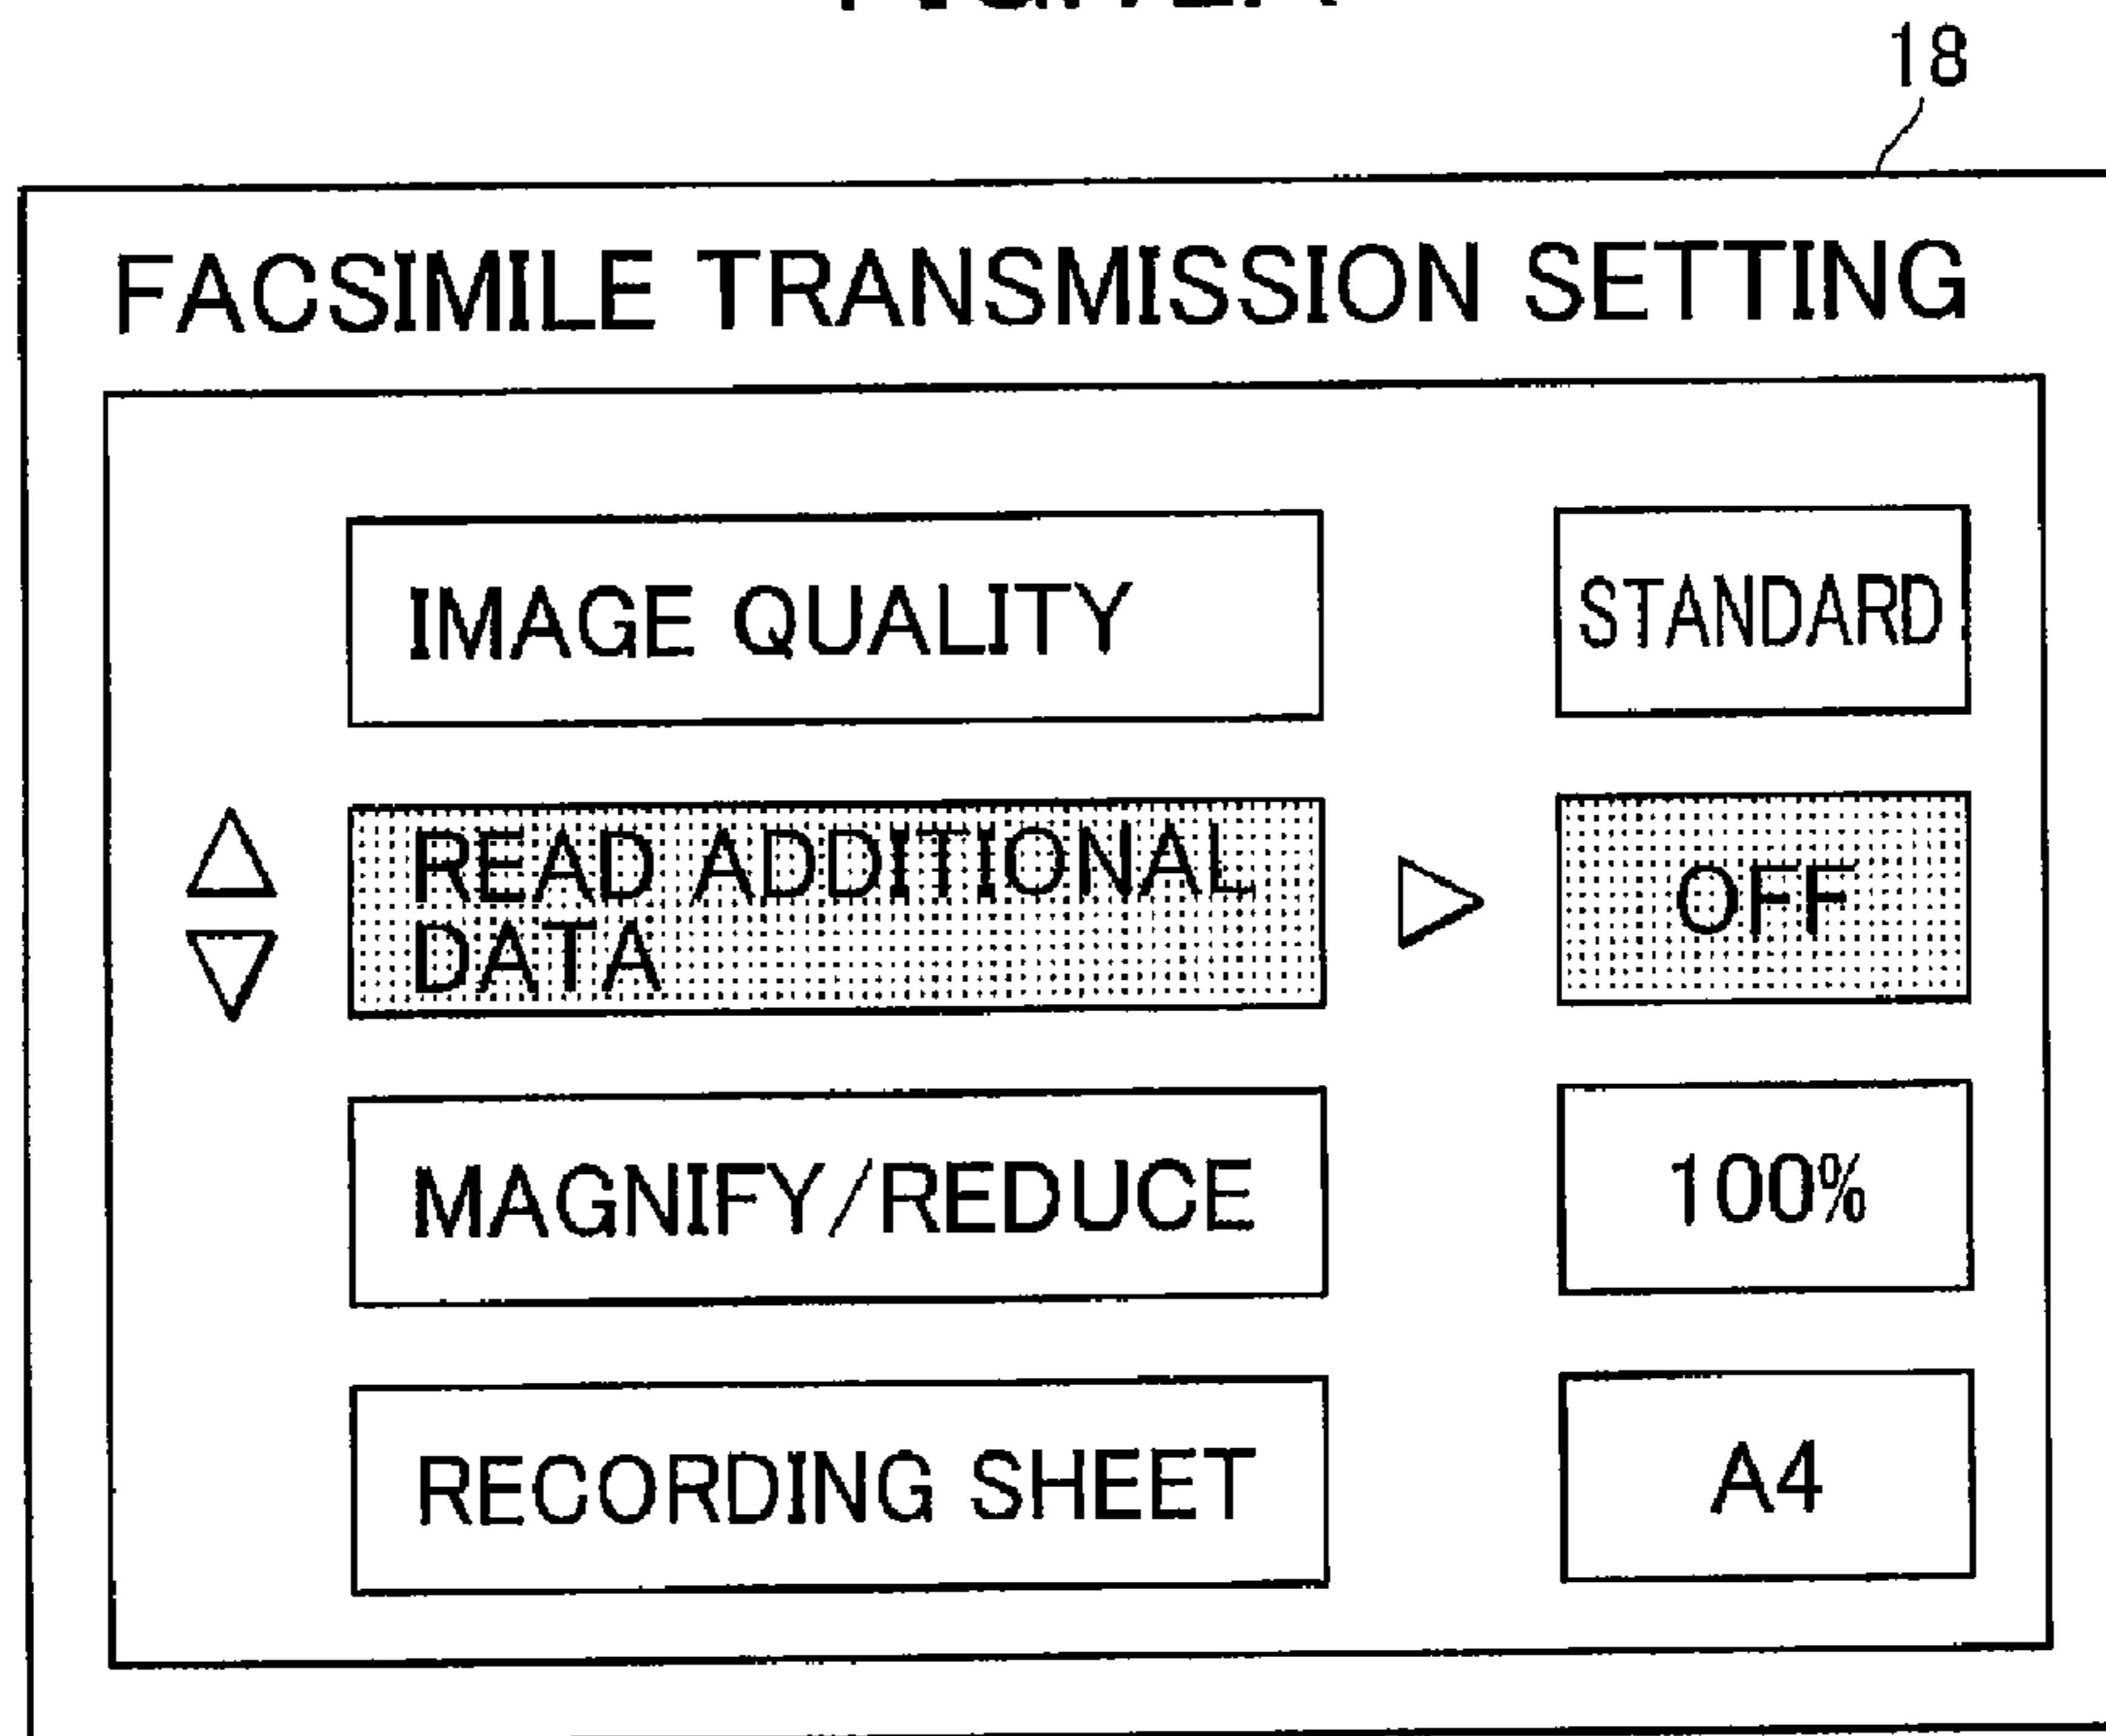 18
FACSIMILE TRANSMISSION SETTING
IMAGE QUALITY STANDARD
READ ADDITIONAL
DATA OFF
MAGNIFY/REDUCE 100%
RECORDING SHEET A4